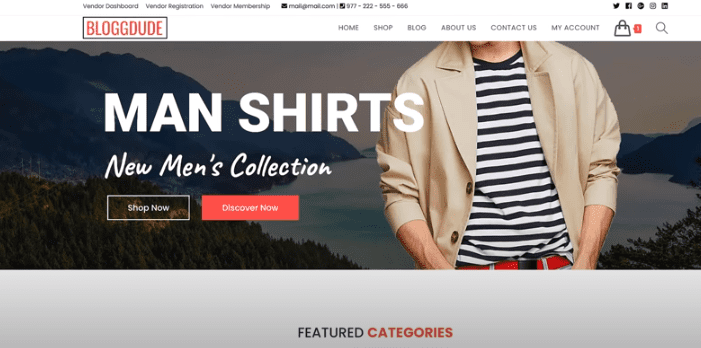 Vendor Dashboard Vendor Registration Vendor Membership mail@mail.com | 977 - 222 - 555 - 666
BLOGGDUDE HOME SHOP BLOG ABOUT US CONTACT US MY ACCOUNT 1
MAN SHIRTS
New Men's Collection
Shop Now Discover Now
FEATURED CATEGORIES